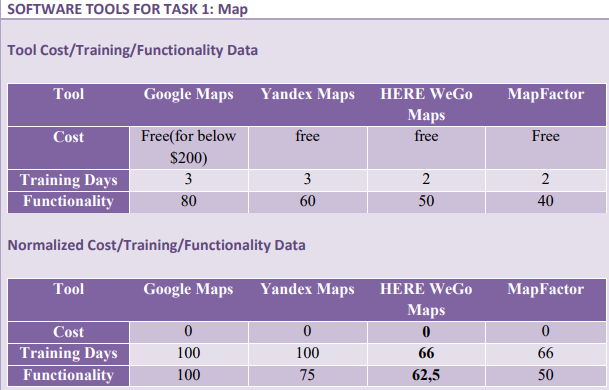 SOFTWARE TOOLS FOR TASK 1: Map
Tool Cost/Training/Functionality Data
Tool Google Maps Yandex Maps HERE WeGo Maps MapFactor
Cost Free(for below $200) free free Free
Training Days 3 3 2 2
Functionality 80 60 50 40
Normalized Cost/Training/Functionality Data
Tool Google Maps Yandex Maps HERE WeGo Maps MapFactor
Cost 0 0 0 0
Training Days 100 100 66 66
Functionality 100 75 62,5 50